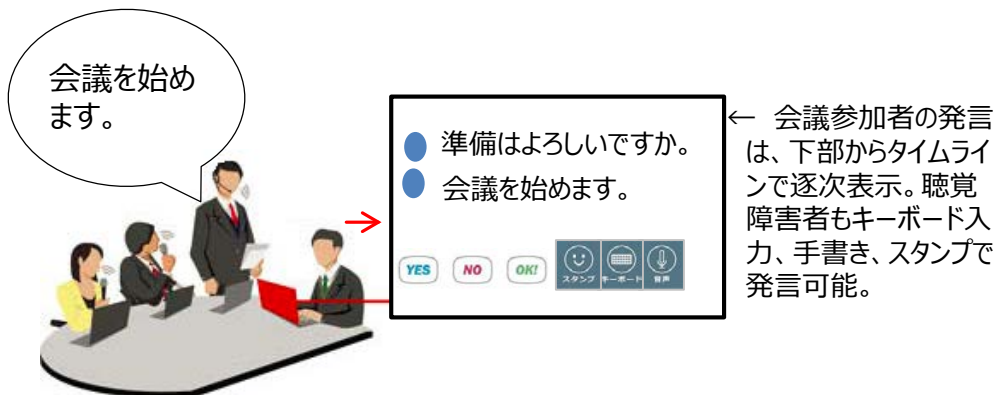 会議を始め
ます。
準備はよろしいですか。
会議を始めます。
YES
NO
OK!
スタンプ
キーボード
音声
← 会議参加者の発言
は、下部からタイムライ
ンで逐次表示。聴覚
障害者もキーボード入
力、手書き、スタンプで
発言可能。